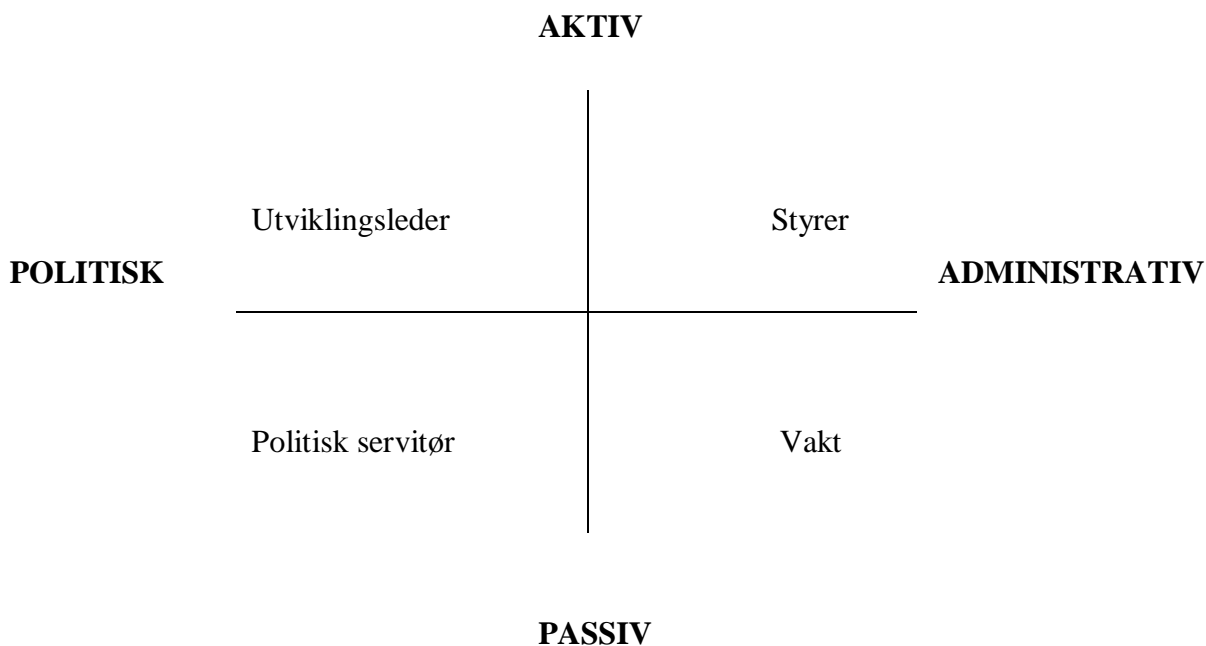 AKTIV
Utviklingsleder Styrer
POLITISK ADMINISTRATIV
Politisk servitør Vakt
PASSIV